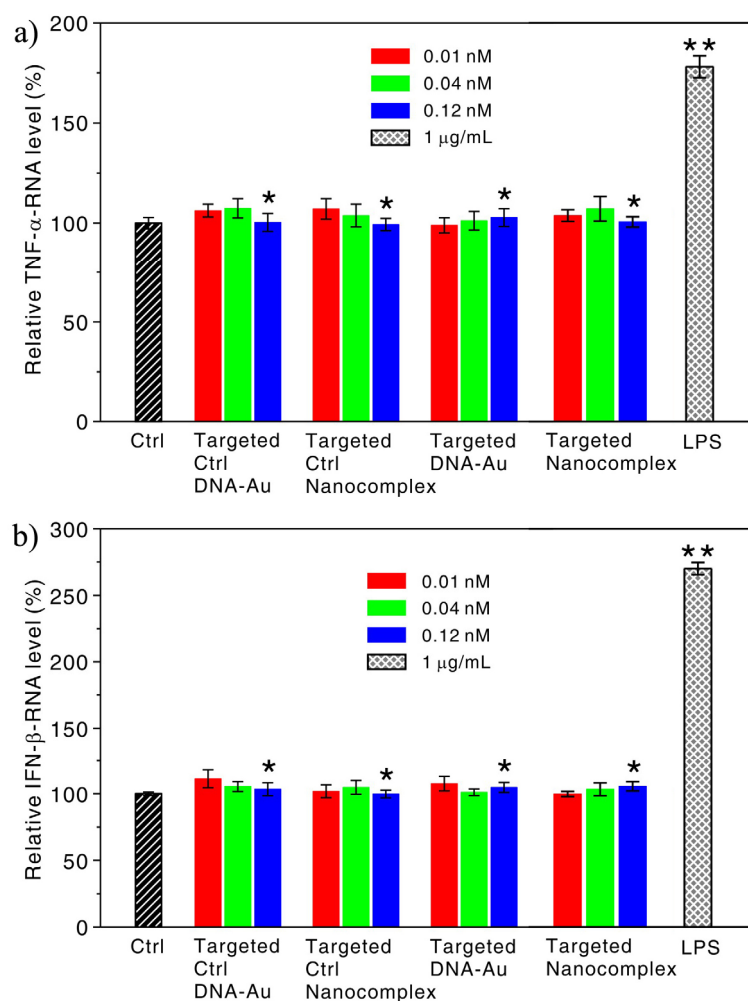 a)
Relative TNF-α-RNA level (%)
200
150
100
50
0
0.01 nM
0.04 nM
0.12 nM
1 μg/mL
*
*
*
*
**
Ctrl
Targeted
Ctrl
DNA-Au
Targeted
Ctrl
Nanocomplex
Targeted
DNA-Au
Targeted
Nanocomplex
LPS
b)
Relative IFN-β-RNA level (%)
300
250
200
150
100
50
0
0.01 nM
0.04 nM
0.12 nM
1 μg/mL
*
*
*
*
**
Ctrl
Targeted
Ctrl
DNA-Au
Targeted
Ctrl
Nanocomplex
Targeted
DNA-Au
Targeted
Nanocomplex
LPS